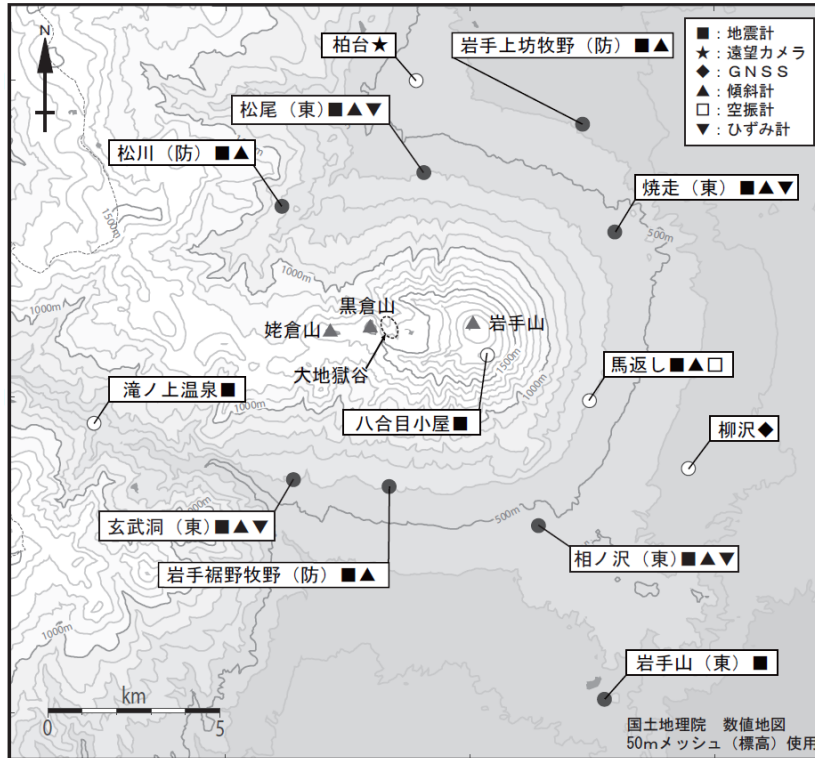 N
柏台★
岩手上坊牧野(防)■▲
■:地震計
★:遠望カメラ
◆:GNSS
▲:傾斜計
□:空振計
▼:ひずみ計
松尾(東)■▲▼
松川(防)■▲
焼走(東)■▲▼
1500m
500m
1000m
1000m
黒倉山
姥倉山
岩手山
大地獄谷
1500m
1000m
馬返し■▲□
滝ノ上温泉■
1000m
八合目小屋■
柳沢◆
玄武洞(東)■▲▼
500m
1000m
岩手裾野牧野(防)■▲
相ノ沢(東)■▲▼
1000m
岩手山(東)■
km
0 5
国土地理院 数値地図
50mメッシュ(標高)使用